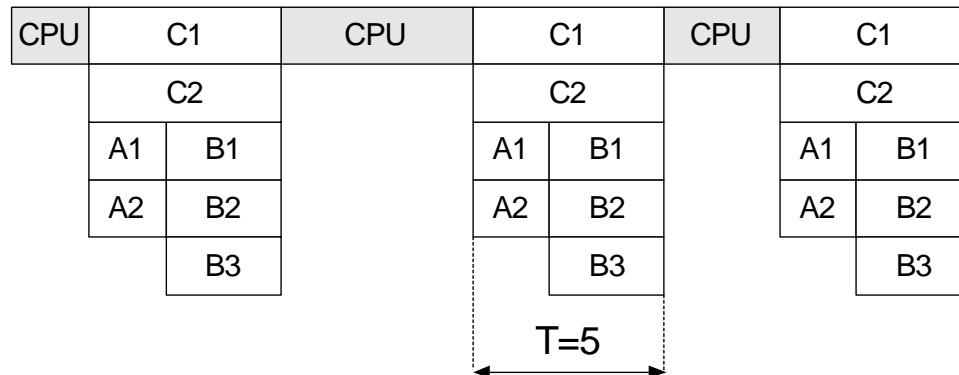 CPU C1 CPU C1 CPU C1
C2 C2 C2
A1 B1 A1 B1 A1 B1
A2 B2 A2 B2 A2 B2
B3 B3 B3
T=5